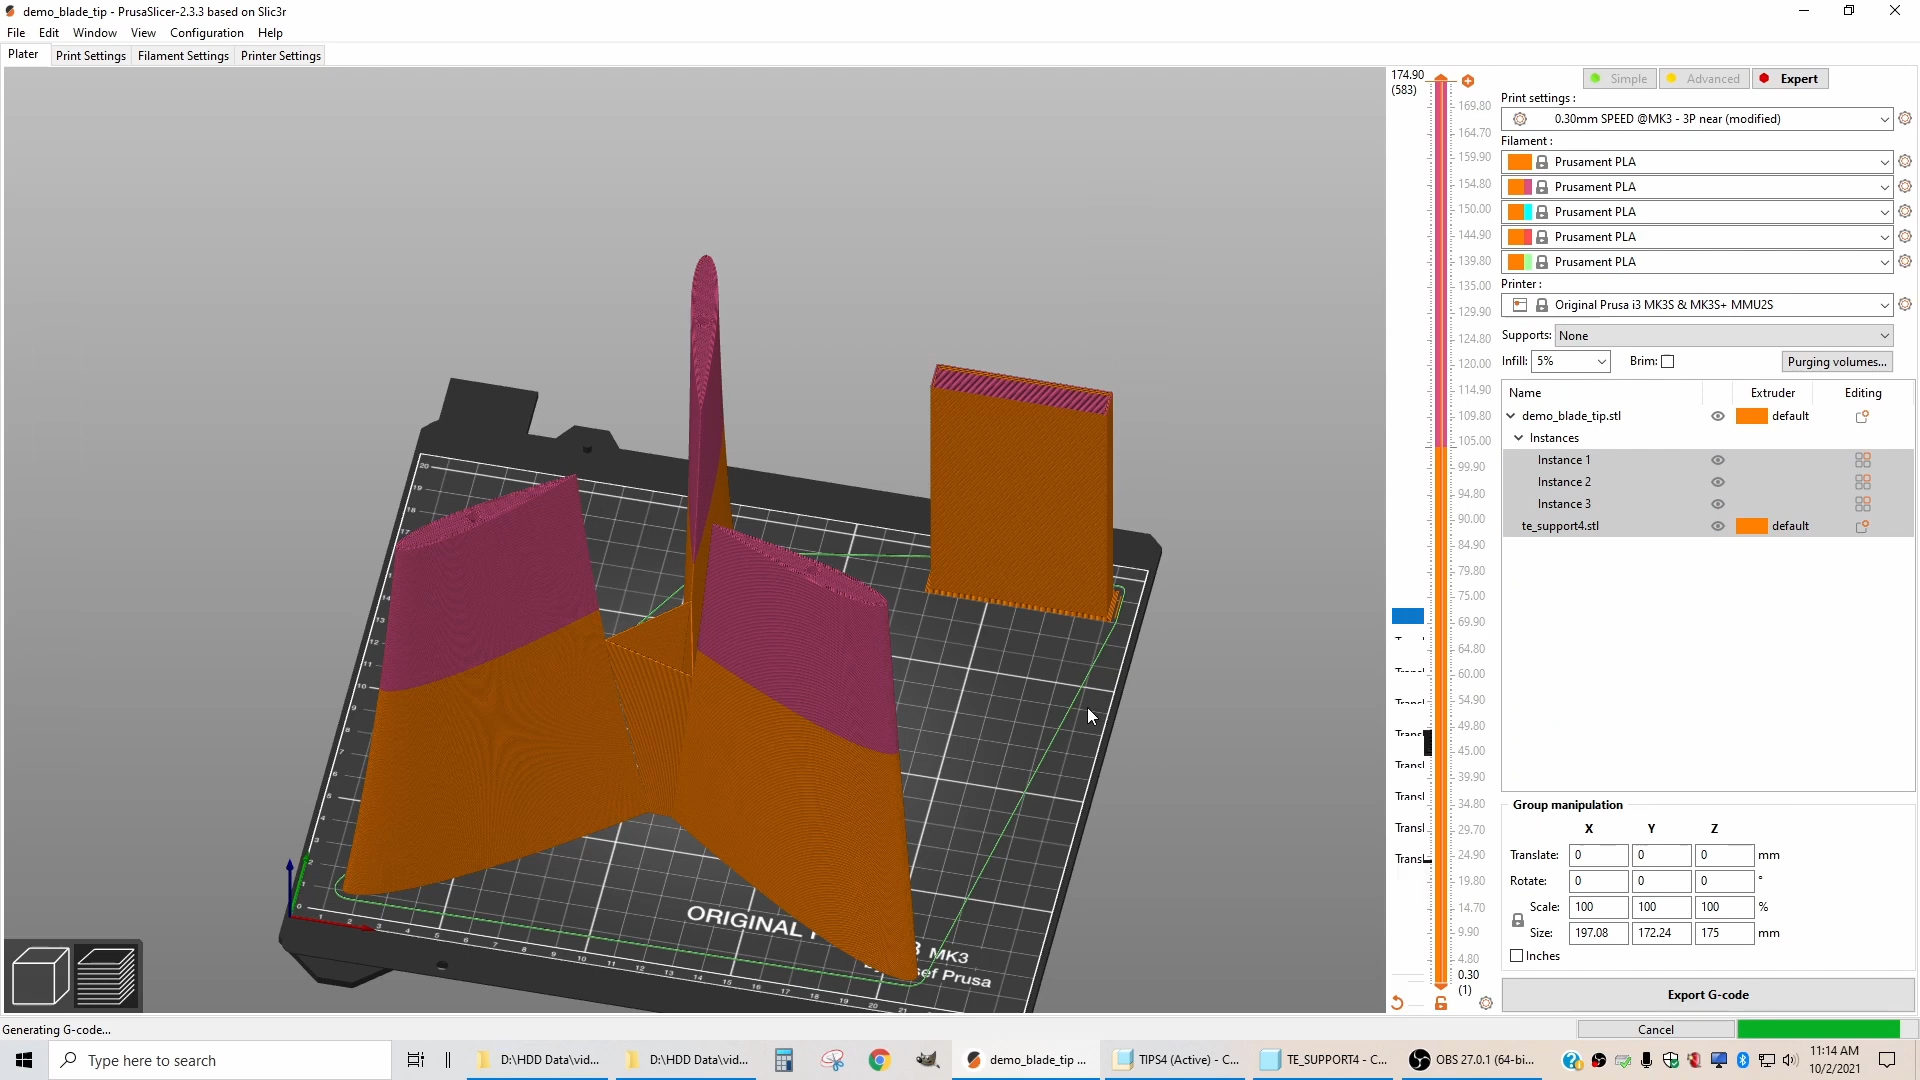 demo_blade_tip - PrusaSlicer-2.3.3 based on Slic3r
File Edit Window View Configuration Help
Plater Print Settings Filament Settings Printer Settings
174.90
(583)
169.80
164.70
159.90
154.80
150.00
144.90
139.80
135.00
129.90
124.80
120.00
114.90
109.80
105.00
99.90
94.80
90.00
84.90
79.80
75.00
69.90
64.80
60.00
54.90
49.80
45.00
39.90
34.80
29.70
24.90
19.80
14.70
9.90
4.80
0.30
(1)
Simple Advanced Expert
Print settings :
0.30mm SPEED @MK3 - 3P near (modified)
Filament :
Prusament PLA
Prusament PLA
Prusament PLA
Prusament PLA
Prusament PLA
Printer :
Original Prusa i3 MK3S & MK3S+ MMU2S
Supports: None
Infill: 5% Brim: Purging volumes...
Name Extruder Editing
demo_blade_tip.stl default
Instances
Instance 1
Instance 2
Instance 3
te_support4.stl default
Group manipulation
X Y Z
Translate: 0 0 0 mm
Rotate: 0 0 0 °
Scale: 100 100 100 %
Size: 197.08 172.24 175 mm
Inches
Export G-code
ORIGINAL
MK3
sef Prusa
Generating G-code...
Cancel
Type here to search
D:\HDD Data\vid...
D:\HDD Data\vid...
demo_blade_tip ...
TIPS4 (Active) - C...
TE_SUPPORT4 - C...
OBS 27.0.1 (64-bi...
11:14 AM
10/2/2021